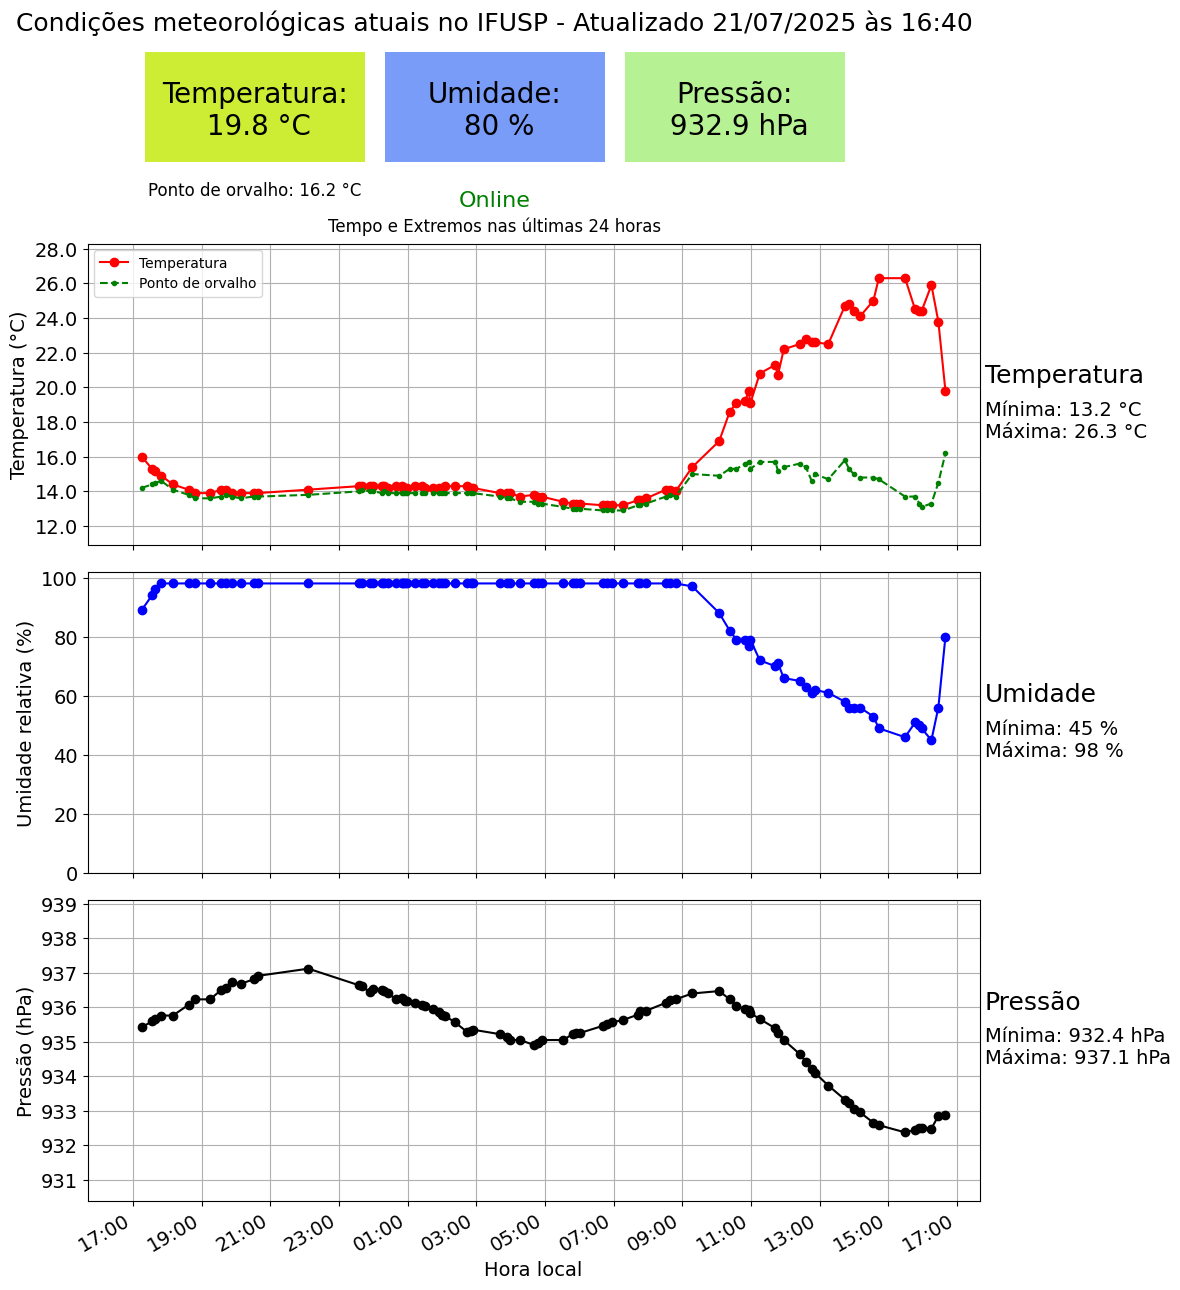 Condições meteorológicas atuais no IFUSP - Atualizado 21/07/2025 às 16:40
Temperatura:
19.8 °C
Umidade:
80 %
Pressão:
932.9 hPa
Ponto de orvalho: 16.2 °C
Online
Tempo e Extremos nas últimas 24 horas
Temperatura (°C)
28.0
26.0
24.0
22.0
20.0
18.0
16.0
14.0
12.0
Temperatura
Ponto de orvalho
Temperatura
Mínima: 13.2 °C
Máxima: 26.3 °C
Umidade relativa (%)
100
80
60
40
20
0
Umidade
Mínima: 45 %
Máxima: 98 %
Pressão (hPa)
939
938
937
936
935
934
933
932
931
Pressão
Mínima: 932.4 hPa
Máxima: 937.1 hPa
17:00 19:00 21:00 23:00 01:00 03:00 05:00 07:00 09:00 11:00 13:00 15:00 17:00
Hora local